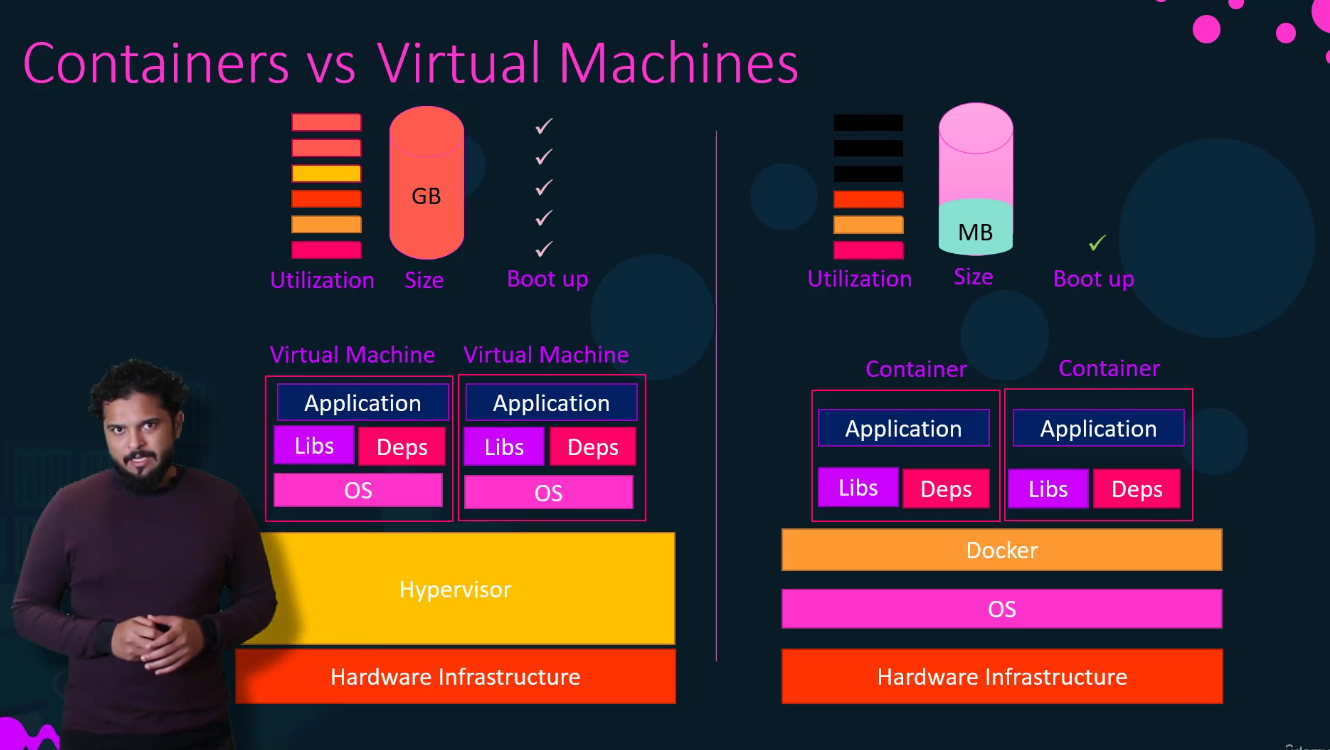 Containers vs Virtual Machines
GB
Utilization
Size
Boot up
Virtual Machine
Virtual Machine
Application
Application
Libs
Deps
Libs
Deps
OS
OS
Hypervisor
Hardware Infrastructure
MB
Utilization
Size
Boot up
Container
Container
Application
Application
Libs
Deps
Libs
Deps
Docker
OS
Hardware Infrastructure